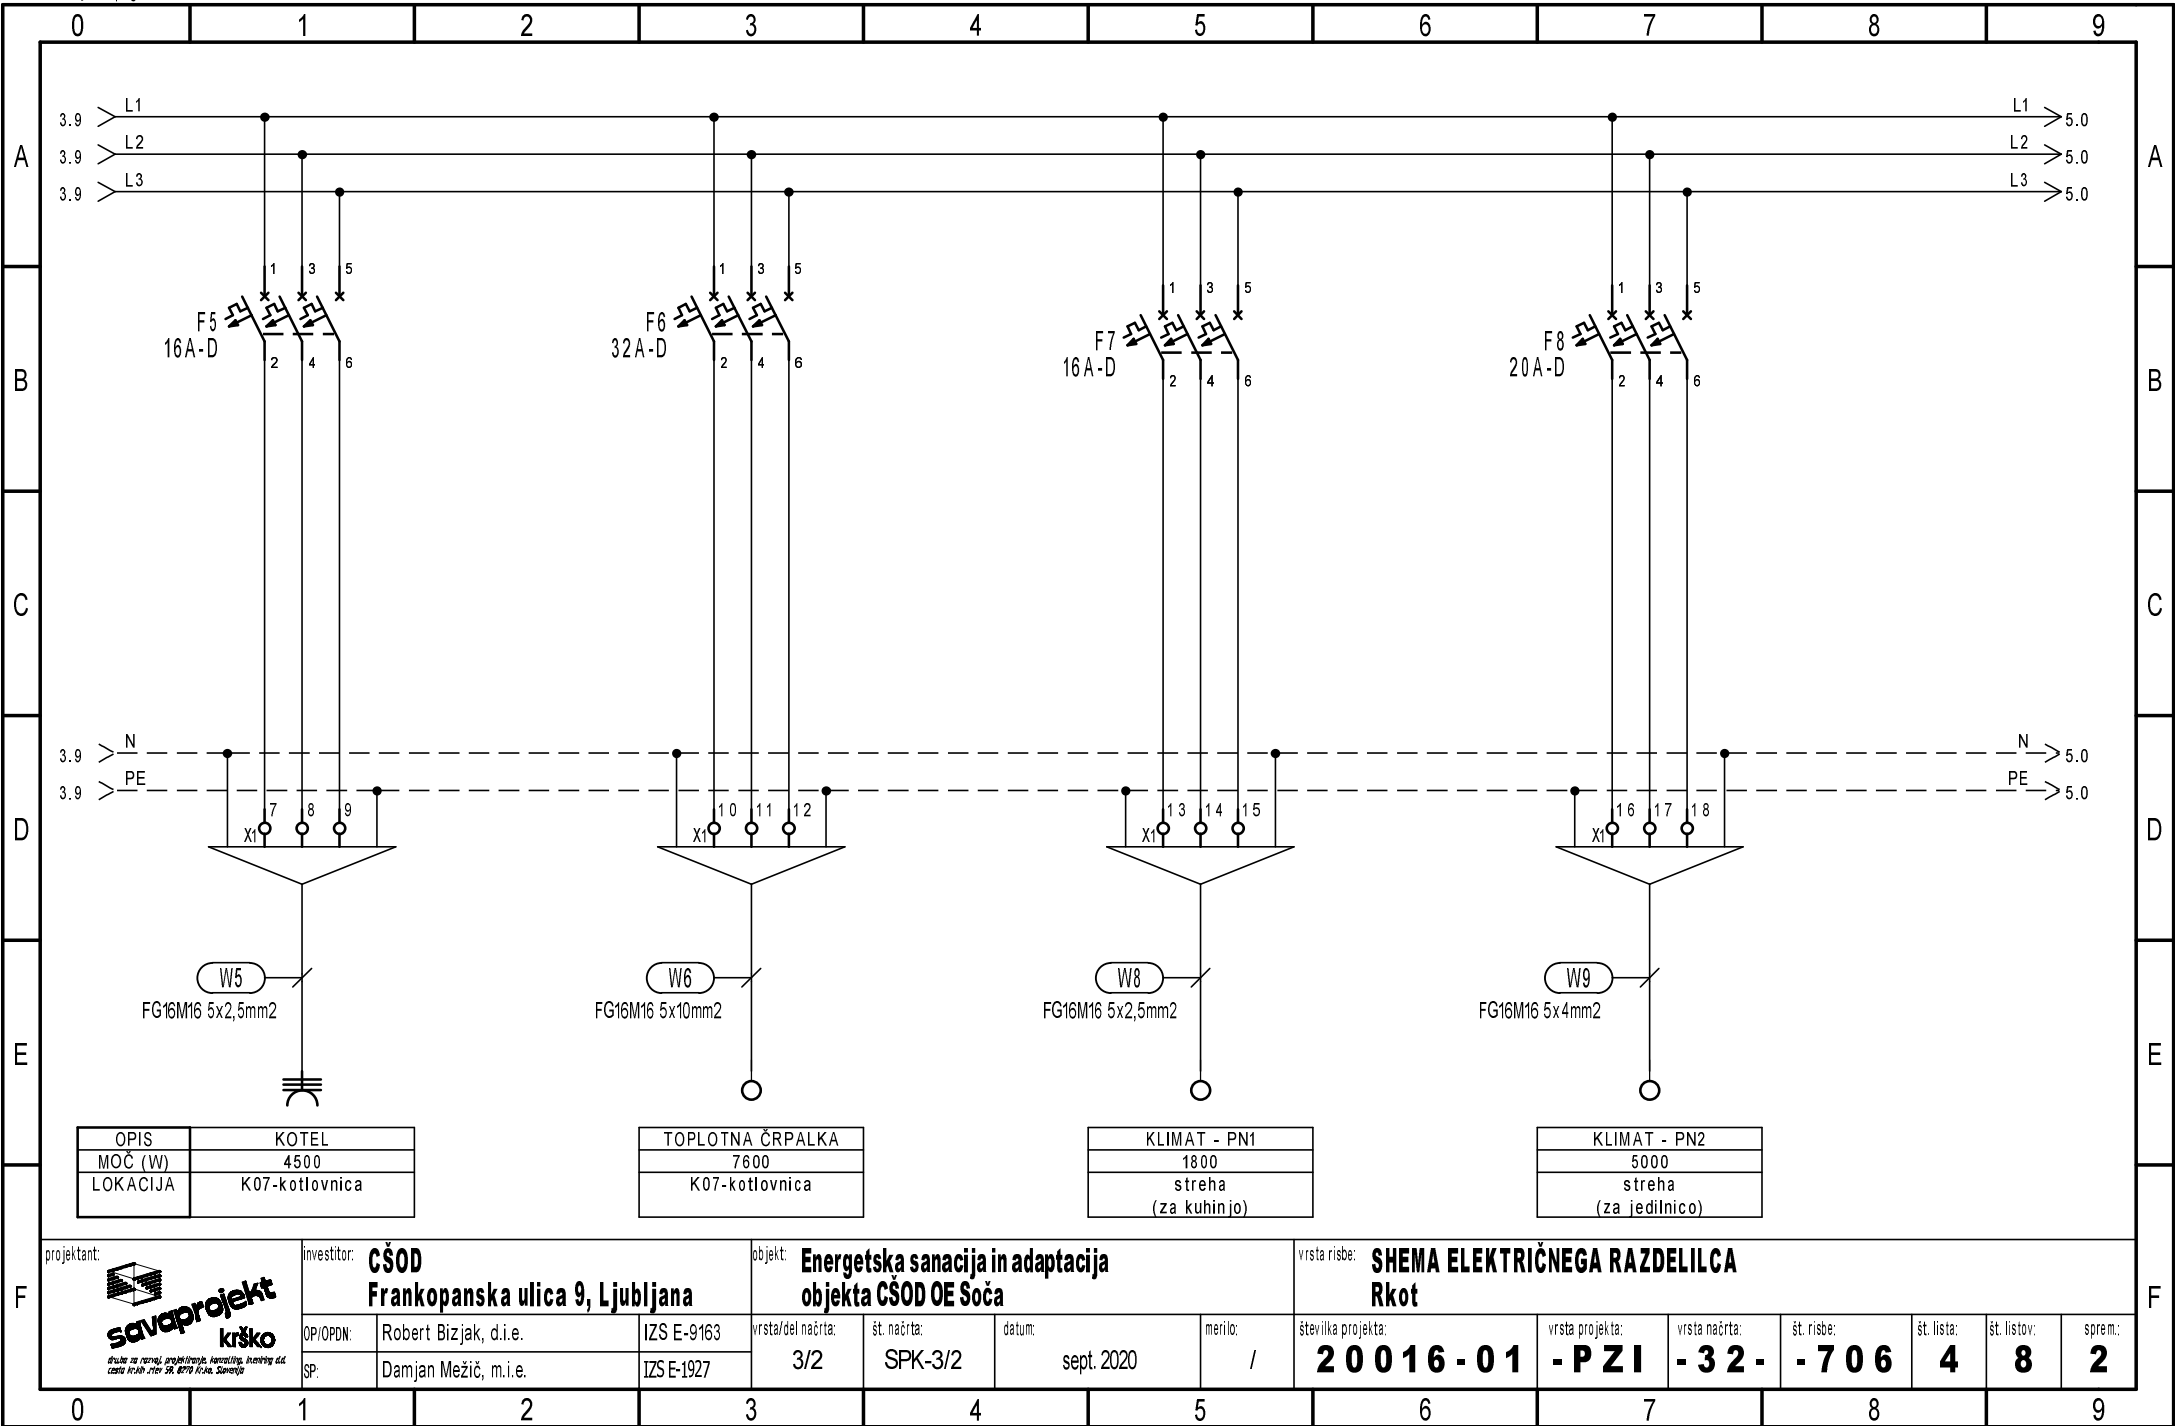 0 1 2 3 4 5 6 7 8 9
3.9 L1 L1 5.0
A 3.9 L2 L2 5.0 A
3.9 L3 L3 5.0
1 3 5 1 3 5 1 3 5 1 3 5
F5 F6 F7 F8
16A-D 32A-D 16A-D 20A-D
2 4 6 2 4 6 2 4 6 2 4 6
B B
C C
3.9 N N 5.0
3.9 PE PE 5.0
7 8 9 10 11 12 13 14 15 16 17 18
D X1 X1 X1 X1 D
W5 W6 W8 W9
FG16M16 5x2,5mm2 FG16M16 5x10mm2 FG16M16 5x2,5mm2 FG16M16 5x4mm2
E E
OPIS KOTEL TOPLOTNA ČRPALKA KLIMAT - PN1 KLIMAT - PN2
MOČ (W) 4500 7600 1800 5000
LOKACIJA K07-kotlovnica K07-kotlovnica streha streha
(za kuhinjo) (za jedilnico)
F F
projektant:
savaprojekt
krško
investitor: CŠOD
Frankopanska ulica 9, Ljubljana
objekt: Energetska sanacija in adaptacija
objekta CŠOD OE Soča
vrsta risbe: SHEMA ELEKTRIČNEGA RAZDELILCA
Rkot
OP/OPDN: Robert Bizjak, d.i.e. IZS E-9163
SP: Damjan Mežič, m.i.e. IZS E-1927
vrsta/del načrta: št. načrta: datum: merilo: številka projekta: vrsta projekta: vrsta načrta: št. risbe: št. lista: št. listov: sprem.:
3/2 SPK-3/2 sept. 2020 / 20016-01 -PZI -32- -706 4 8 2
0 1 2 3 4 5 6 7 8 9